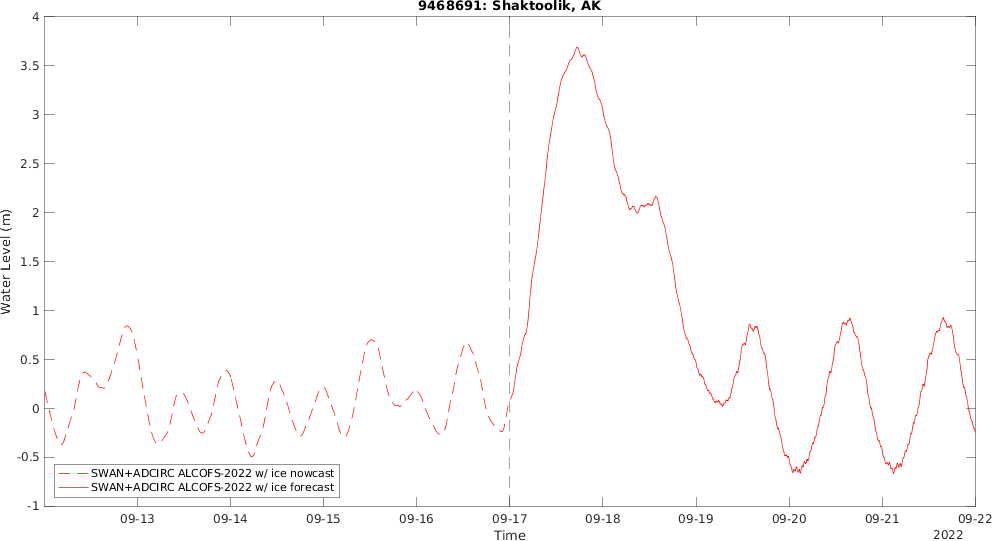 9468691: Shaktoolik, AK
4
3.5
3
2.5
2
1.5
1
0.5
0
-0.5
-1
Water Level (m)
SWAN+ADCIRC ALCOFS-2022 w/ ice nowcast
SWAN+ADCIRC ALCOFS-2022 w/ ice forecast
09-13 09-14 09-15 09-16 09-17 09-18 09-19 09-20 09-21 09-22
Time
2022